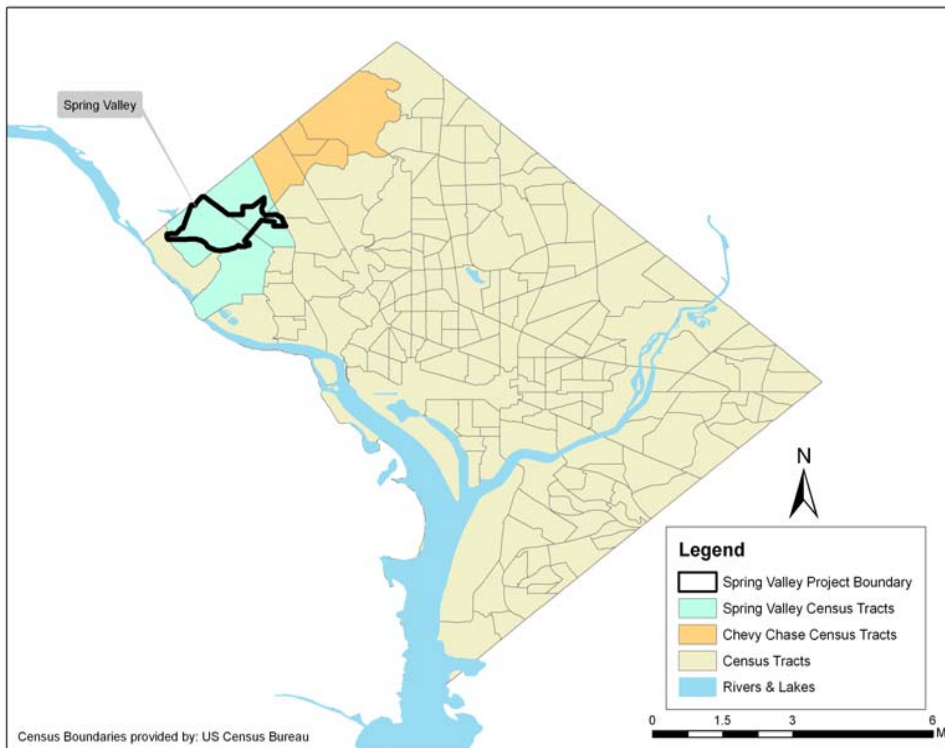 Spring Valley
N
Legend
Spring Valley Project Boundary
Spring Valley Census Tracts
Chevy Chase Census Tracts
Census Tracts
Rivers & Lakes
0 1.5 3 6
M
Census Boundaries provided by: US Census Bureau